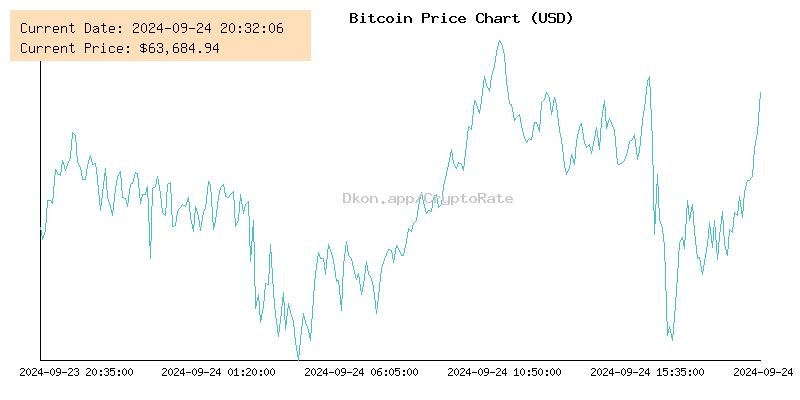 Bitcoin Price Chart (USD)
Current Date: 2024-09-24 20:32:06
Current Price: $63,684.94
Dkon.app/CryptoRate
2024-09-23 20:35:00 2024-09-24 01:20:00 2024-09-24 06:05:00 2024-09-24 10:50:00 2024-09-24 15:35:00 2024-09-24